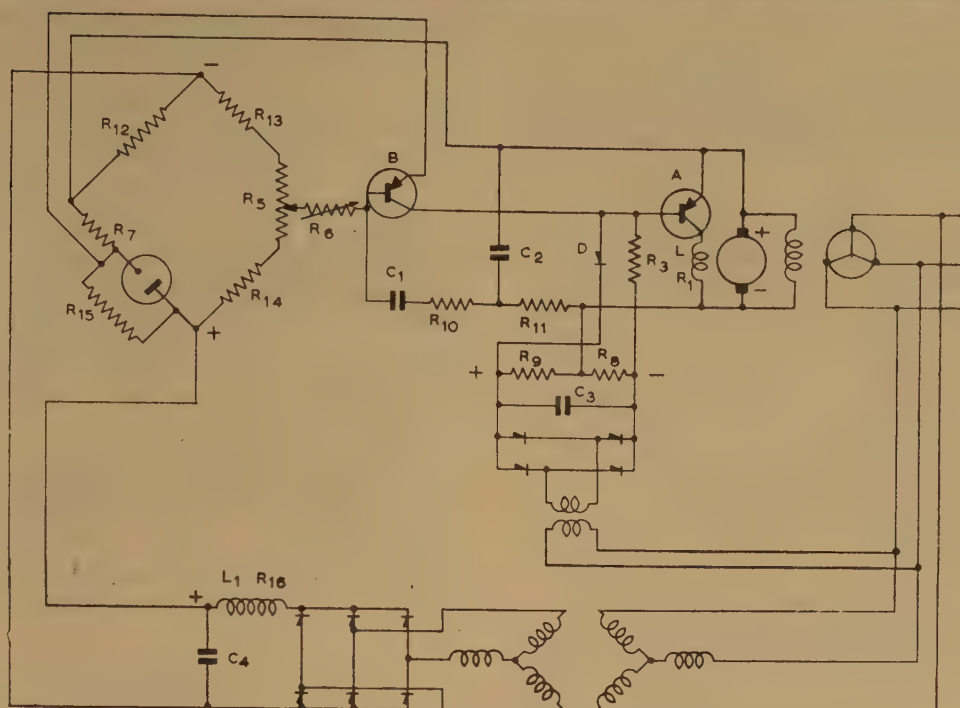 −
R12
R13
B
A
R5
R6
R7
D
L
R1
+
−
R3
C2
C1
R15
R14
+
R10
R11
+
R9
R8
−
C3
+
L1 R16
C4